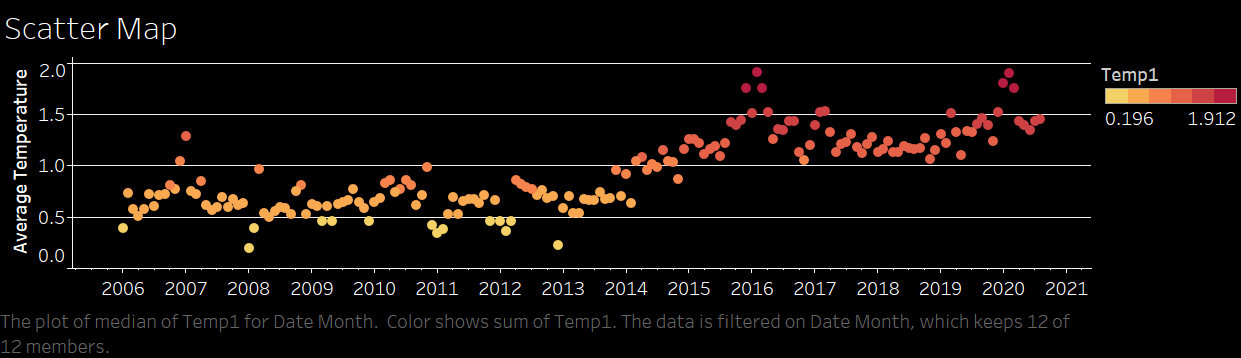 Scatter Map
Average Temperature
2.0
1.5
1.0
0.5
0.0
2006 2007 2008 2009 2010 2011 2012 2013 2014 2015 2016 2017 2018 2019 2020 2021
Temp1
0.196 1.912
The plot of median of Temp1 for Date Month. Color shows sum of Temp1. The data is filtered on Date Month, which keeps 12 of
12 members.